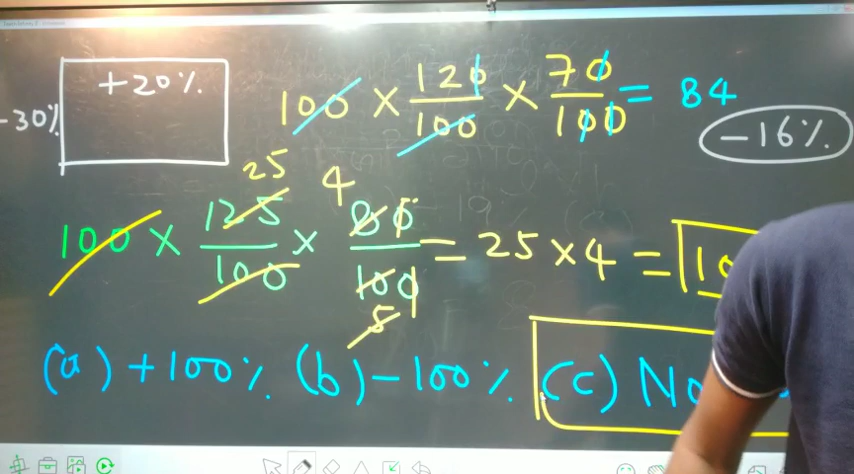 +20%
-30%
100 × 120/100 × 70/100 = 84
-16%
25 4
100 × 125/100 × 80/100 = 25 × 4 =
5
(a) +100% (b) -100% (c)